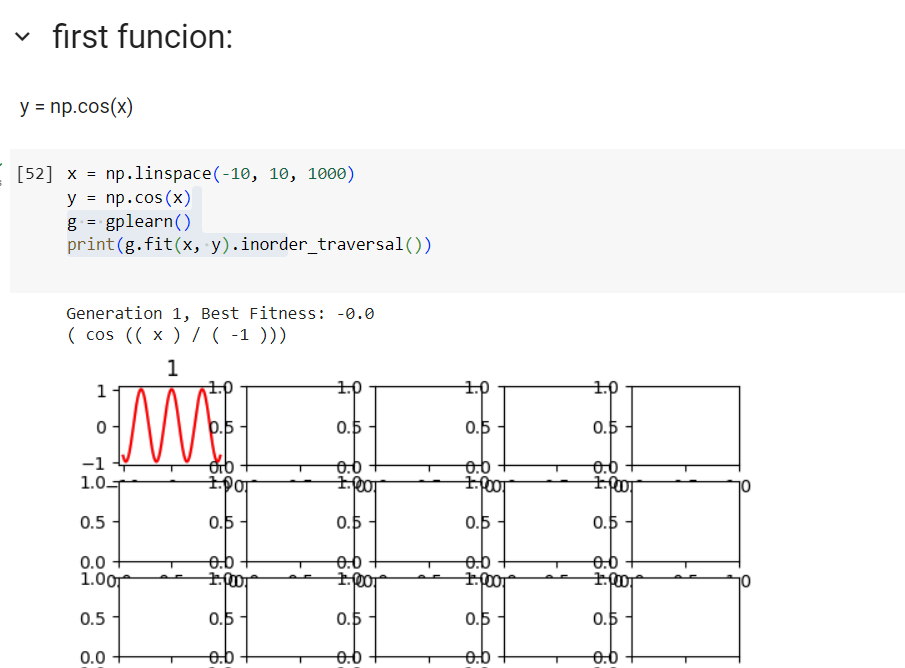 first funcion:
y = np.cos(x)
[52] x = np.linspace(-10, 10, 1000)
y = np.cos(x)
g = gplearn()
print(g.fit(x, y).inorder_traversal())
Generation 1, Best Fitness: -0.0
( cos (( x ) / ( -1 )))
1
1 1.0 1.0 1.0 1.0
0 0.5 0.5 0.5 0.5
−1 0.0 0.0 0.0 0.0
1.0 1.0 1.0 1.0 1.0
0.5 0.5 0.5 0.5 0.5
0.0 0.0 0.0 0.0 0.0
1.0 1.0 1.0 1.0 1.0
0.5 0.5 0.5 0.5 0.5
0.0 0.0 0.0 0.0 0.0